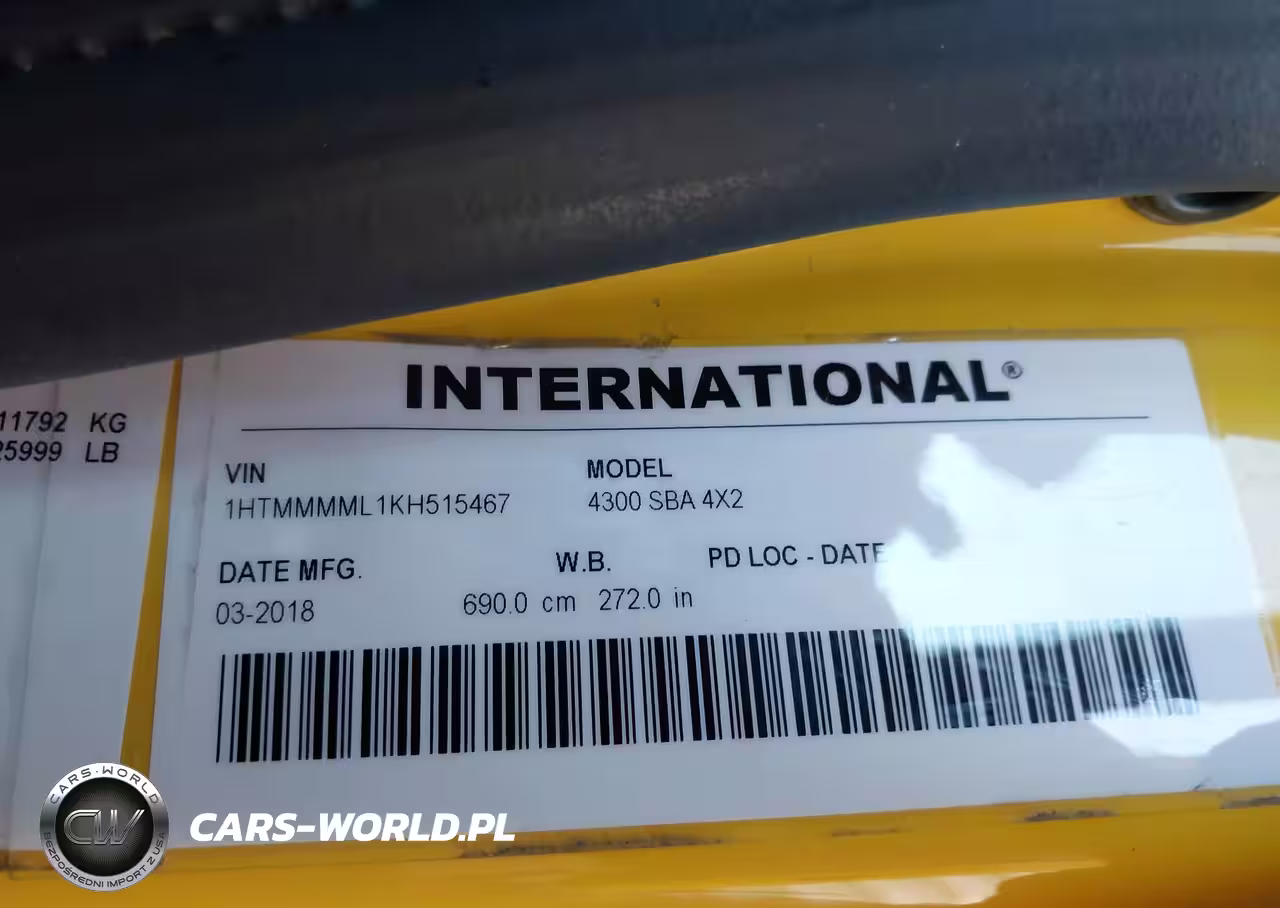 11792 KG
25999 LB
INTERNATIONAL®
VIN
MODEL
1HTMMMML1KH515467
4300 SBA 4X2
DATE MFG.
W.B.
PD LOC - DATE
03-2018
690.0 cm 272.0 in
CARS-WORLD
CW
BEZPOŚREDNI IMPORT Z USA
CARS-WORLD.PL